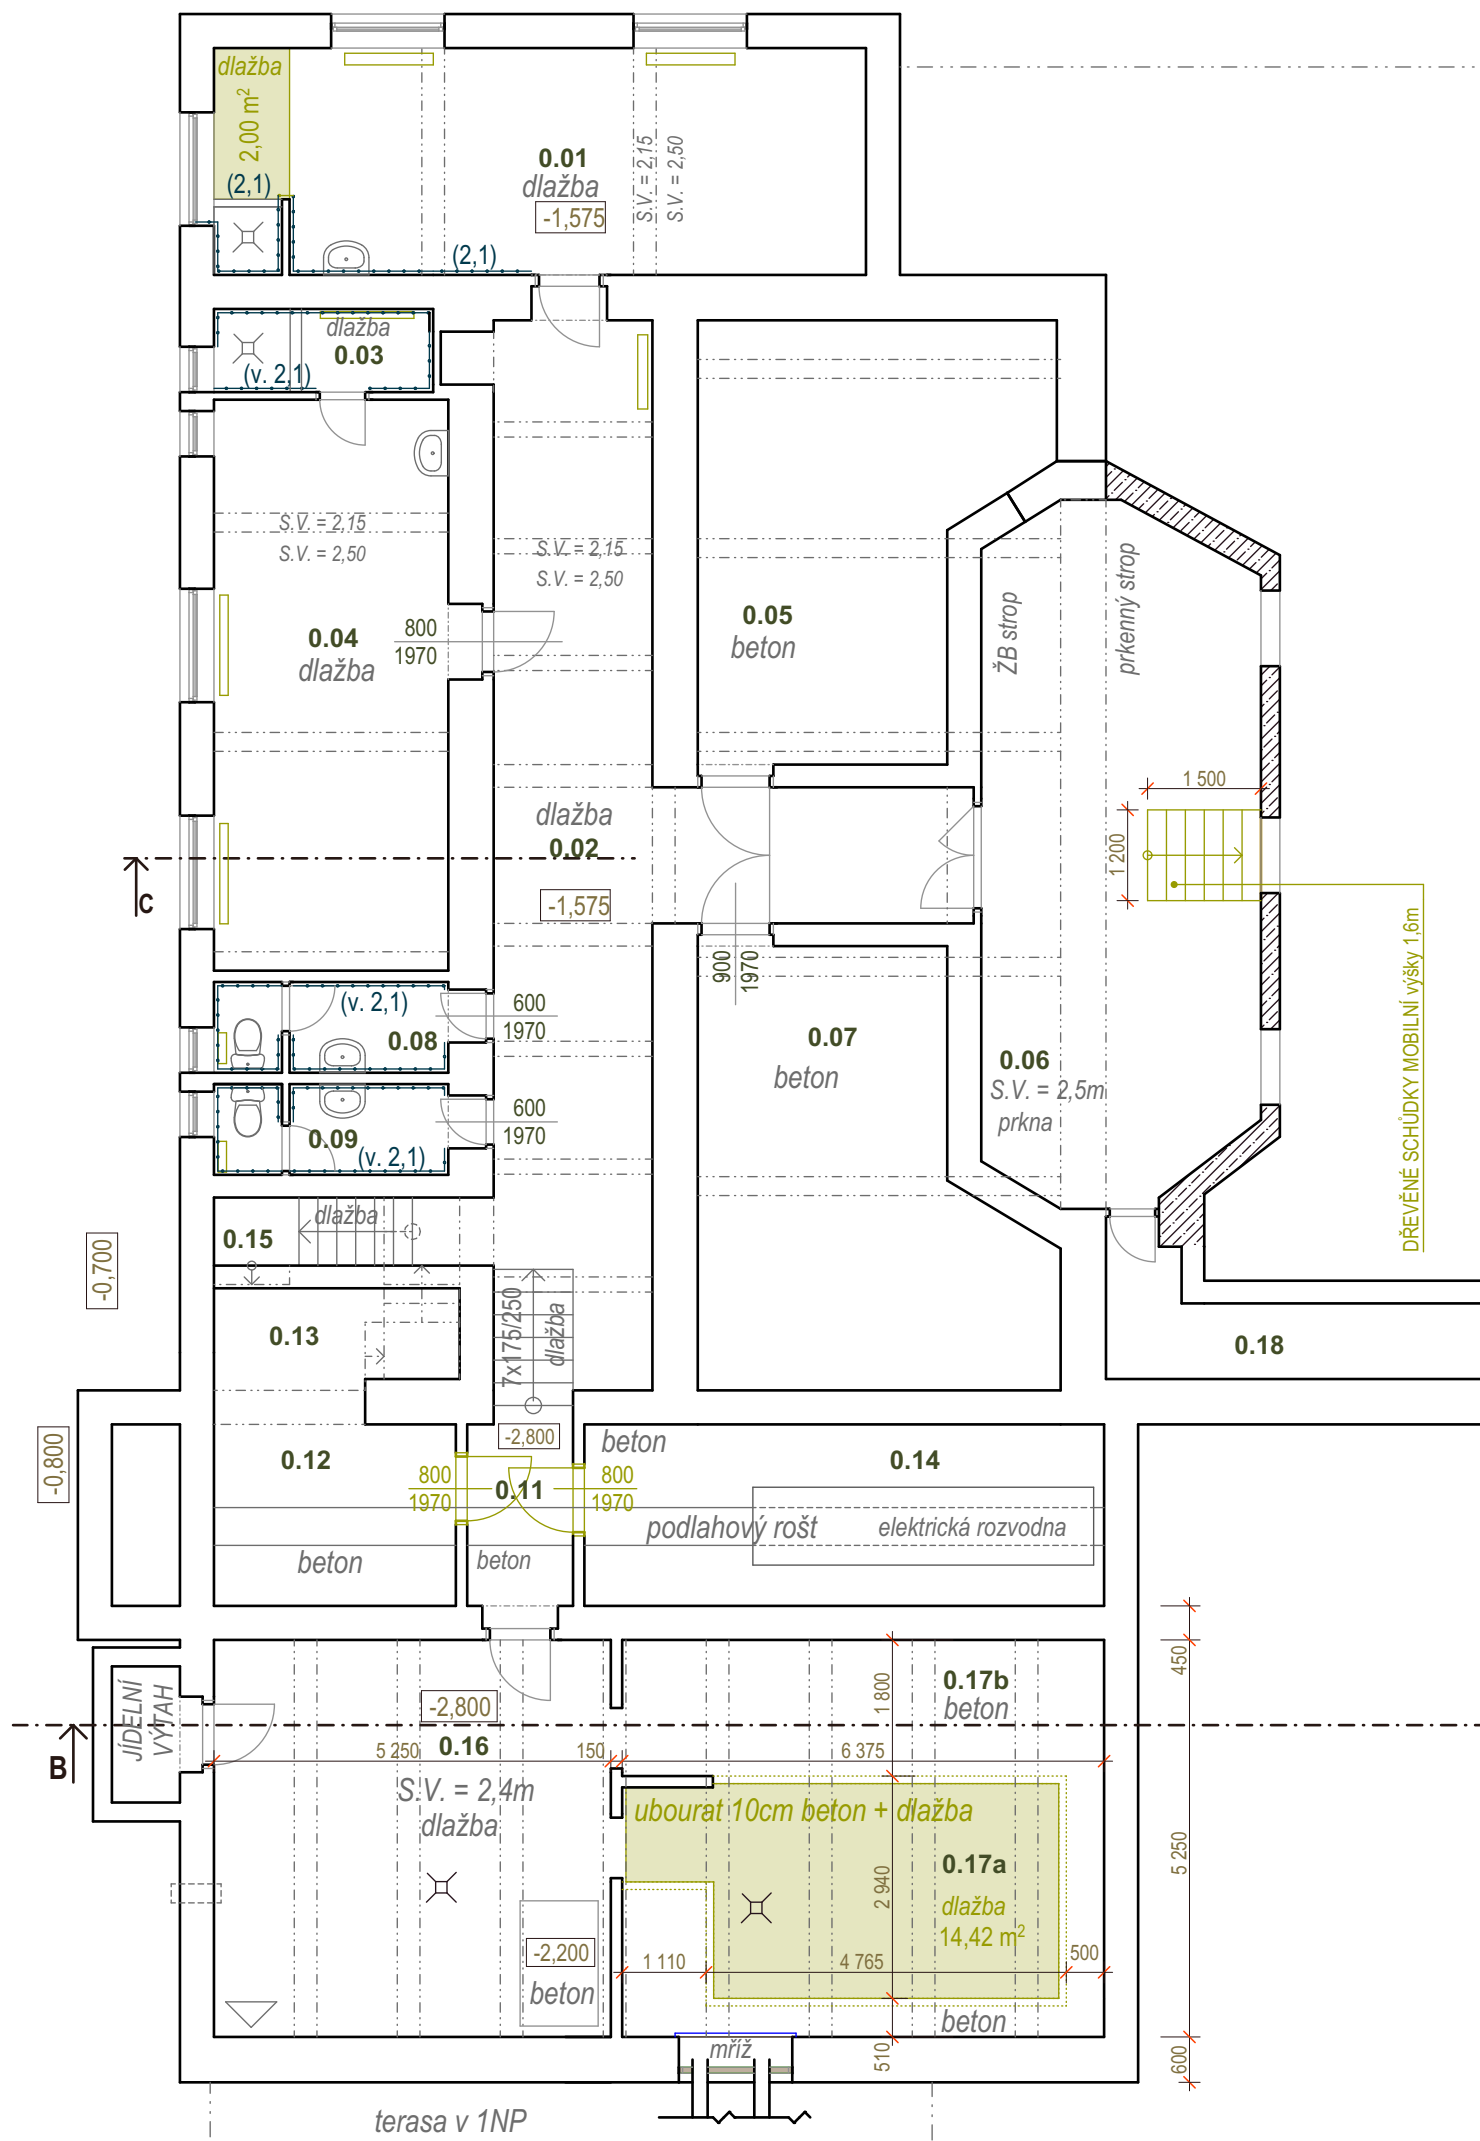 dlažba
2,00 m²
(2,1)
0.01
dlažba
-1,575
S.V. = 2,15
S.V. = 2,50
(2,1)
dlažba
0.03
(v. 2,1)
S.V. = 2,15
S.V. = 2,50
S.V. = 2,15
S.V. = 2,50
0.04
dlažba
800
1970
0.05
beton
ŽB strop
prkenný strop
1 500
1 200
dlažba
0.02
-1,575
C
900
1970
DŘEVĚNÉ SCHŮDKY MOBILNÍ výšky 1,6m
(v. 2,1)
0.08
600
1970
0.07
beton
0.06
S.V. = 2,5m
prkna
0.09
(v. 2,1)
600
1970
dlažba
0.15
-0,700
0.13
7x175/250
dlažba
0.18
-0,800
-2,800
beton
0.12
0.14
800
1970
0.11
800
1970
podlahový rošt
elektrická rozvodna
beton
beton
450
JÍDELNÍ
VÝTAH
-2,800
1 800
0.17b
beton
B
5 250
0.16
150
6 375
S.V. = 2,4m
dlažba
ubourat 10cm beton + dlažba
0.17a
2 940
dlažba
14,42 m²
5 250
-2,200
beton
1 110
4 765
500
beton
mříž
510
600
terasa v 1NP